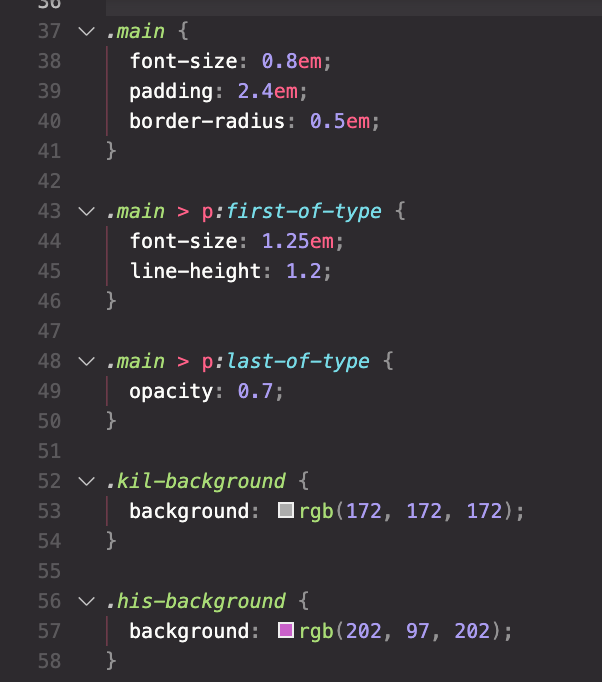 36
37 .main {
38 font-size: 0.8em;
39 padding: 2.4em;
40 border-radius: 0.5em;
41 }
42
43 .main > p:first-of-type {
44 font-size: 1.25em;
45 line-height: 1.2;
46 }
47
48 .main > p:last-of-type {
49 opacity: 0.7;
50 }
51
52 .kil-background {
53 background: rgb(172, 172, 172);
54 }
55
56 .his-background {
57 background: rgb(202, 97, 202);
58 }